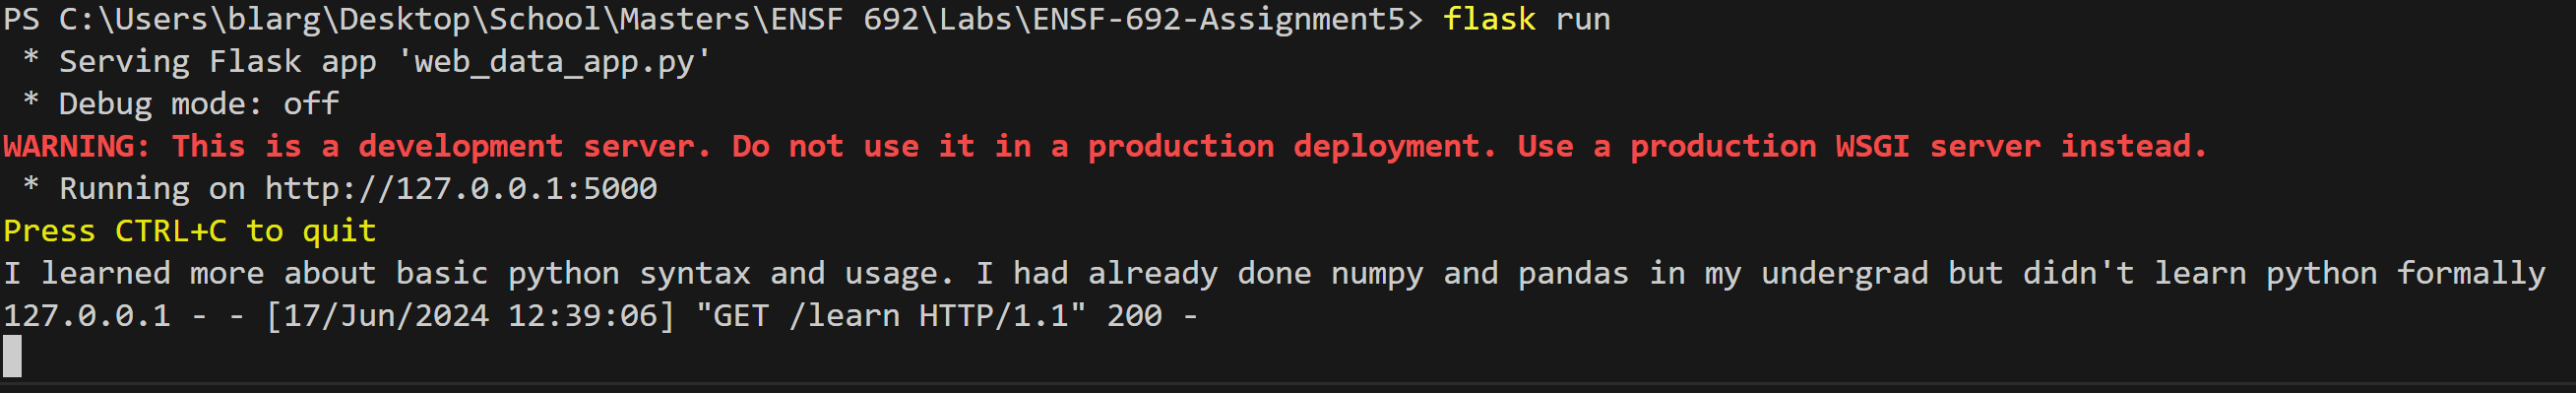 PS C:\Users\blarg\Desktop\School\Masters\ENSF 692\Labs\ENSF-692-Assignment5> flask run
 * Serving Flask app 'web_data_app.py'
 * Debug mode: off
WARNING: This is a development server. Do not use it in a production deployment. Use a production WSGI server instead.
 * Running on http://127.0.0.1:5000
Press CTRL+C to quit
I learned more about basic python syntax and usage. I had already done numpy and pandas in my undergrad but didn't learn python formally
127.0.0.1 - - [17/Jun/2024 12:39:06] "GET /learn HTTP/1.1" 200 -